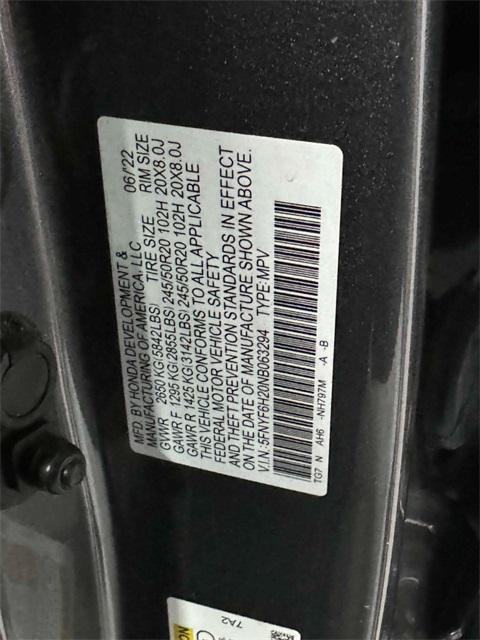 MFD. BY HONDA DEVELOPMENT &
MANUFACTURING OF AMERICA, LLC 06/'22
GVWR 2650 KG(5842LBS) TIRE SIZE RIM SIZE
GAWR F 1295 KG(2855LBS) 245/50R20 102H 20X8.0J
GAWR R 1425 KG(3142LBS) 245/50R20 102H 20X8.0J
THIS VEHICLE CONFORMS TO ALL APPLICABLE
FEDERAL MOTOR VEHICLE SAFETY
AND THEFT PREVENTION STANDARDS IN EFFECT
ON THE DATE OF MANUFACTURE SHOWN ABOVE.
V.I.N.: 5FNYF6H20NB063294 TYPE:MPV
TG7 N AH6 -NH797M -A -B
7A2